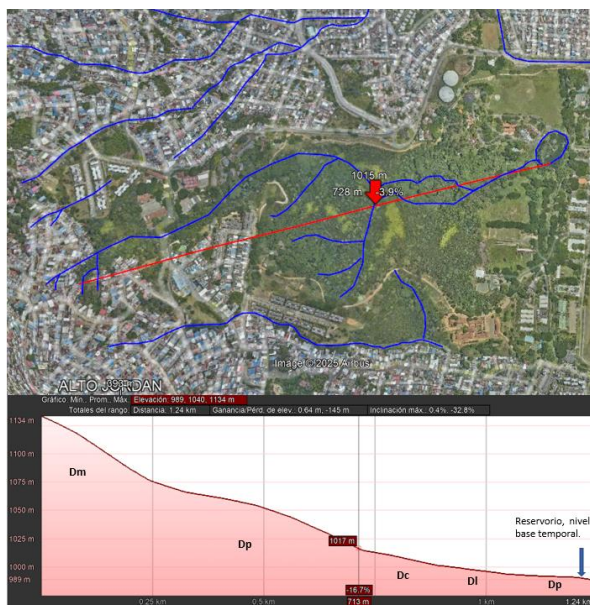 1015 m
728 m -3.9%
Image © 2025 Airbus
ALTO JORDAN
Gráfico: Mín., Prom., Máx. Elevación: 989, 1040, 1134 m
Totales del rango: Distancia: 1.24 km Ganancia/Pérd. de elev.: 0.64 m, -145 m Inclinación máx.: 0.4%, -32.8%
1134 m
Dm
1100 m
1075 m
1050 m
Dp
Reservorio, nivel
base temporal.
1025 m
1017 m
1000 m
Dc
Dl
Dp
989 m
-16.7%
0.25 km
0.5 km
713 m
1 km
1.24 km